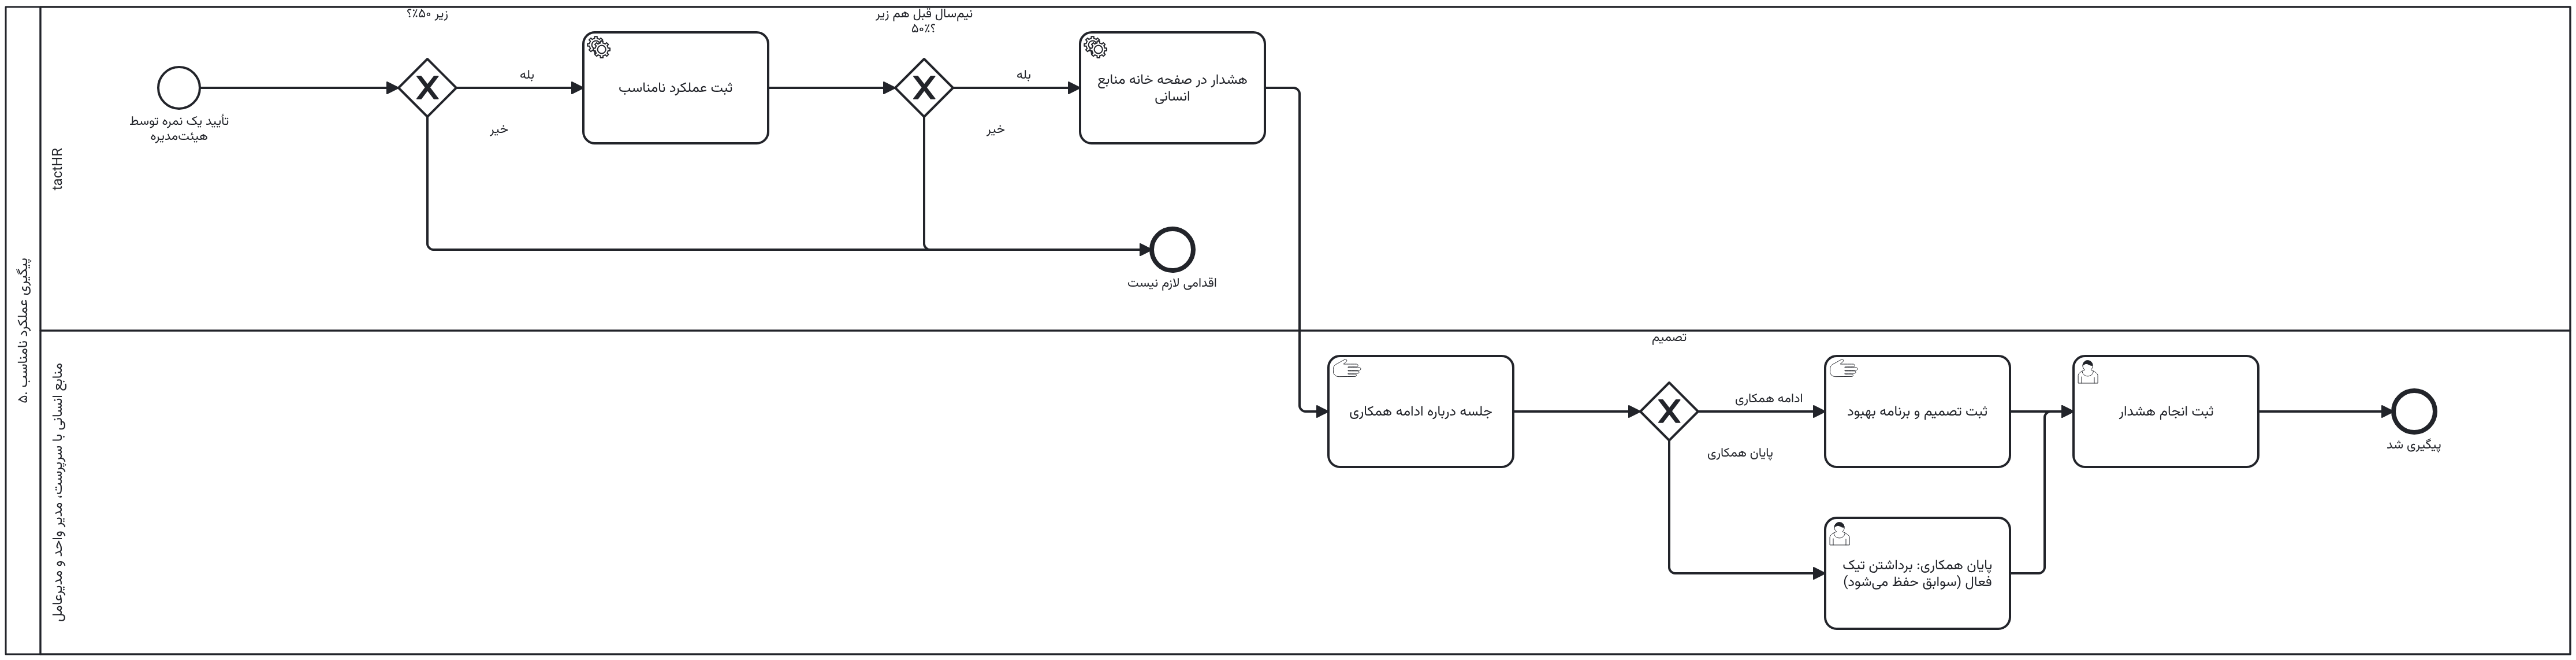 ۵. پیگیری عملکرد نامناسب
tactHR
تأیید یک نمره توسط
هیئت‌مدیره
زیر ۵۰٪؟
بله
خیر
ثبت عملکرد نامناسب
نیم‌سال قبل هم زیر
۵۰٪؟
بله
خیر
هشدار در صفحه خانه منابع
انسانی
اقدامی لازم نیست
منابع انسانی با سرپرست، مدیر واحد و مدیرعامل
جلسه درباره ادامه همکاری
تصمیم
ادامه همکاری
پایان همکاری
ثبت تصمیم و برنامه بهبود
پایان همکاری: برداشتن تیک
فعال (سوابق حفظ می‌شود)
ثبت انجام هشدار
پیگیری شد